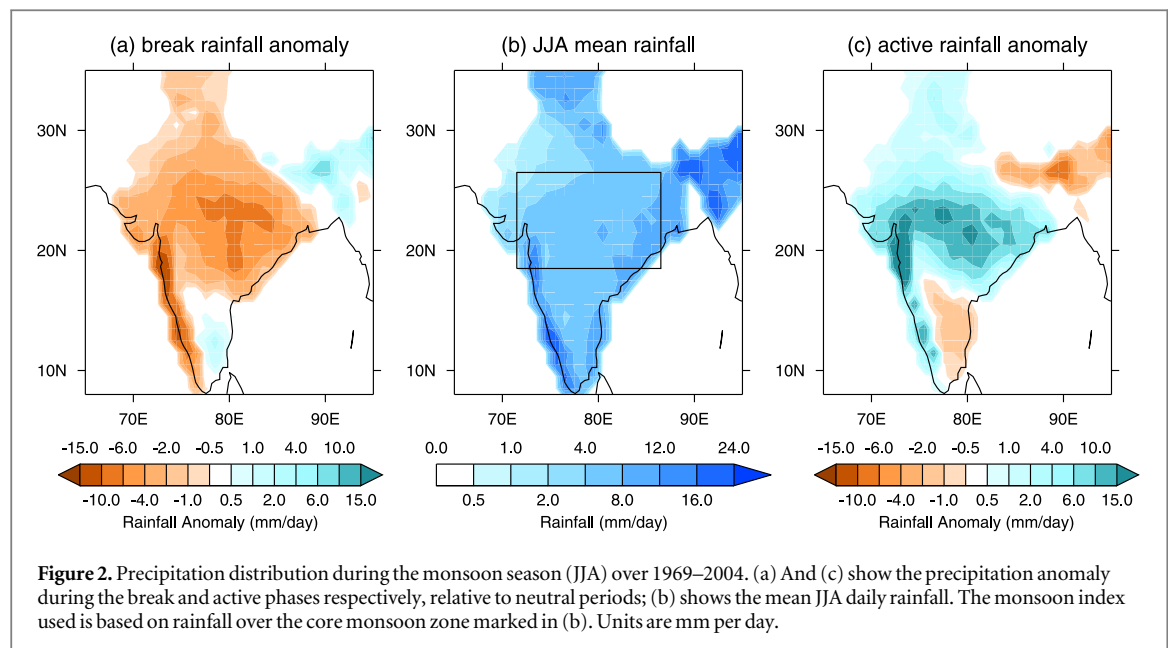 (a) break rainfall anomaly
(b) JJA mean rainfall
(c) active rainfall anomaly
30N
20N
10N
70E 80E 90E
70E 80E 90E
70E 80E 90E
-15.0 -6.0 -2.0 -0.5 1.0 4.0 10.0
-10.0 -4.0 -1.0 0.5 2.0 6.0 15.0
Rainfall Anomaly (mm/day)
0.0 1.0 4.0 12.0 24.0
0.5 2.0 8.0 16.0
Rainfall (mm/day)
-15.0 -6.0 -2.0 -0.5 1.0 4.0 10.0
-10.0 -4.0 -1.0 0.5 2.0 6.0 15.0
Rainfall Anomaly (mm/day)
30N
20N
10N
30N
20N
10N
Figure 2. Precipitation distribution during the monsoon season (JJA) over 1969–2004. (a) And (c) show the precipitation anomaly
during the break and active phases respectively, relative to neutral periods; (b) shows the mean JJA daily rainfall. The monsoon index
used is based on rainfall over the core monsoon zone marked in (b). Units are mm per day.